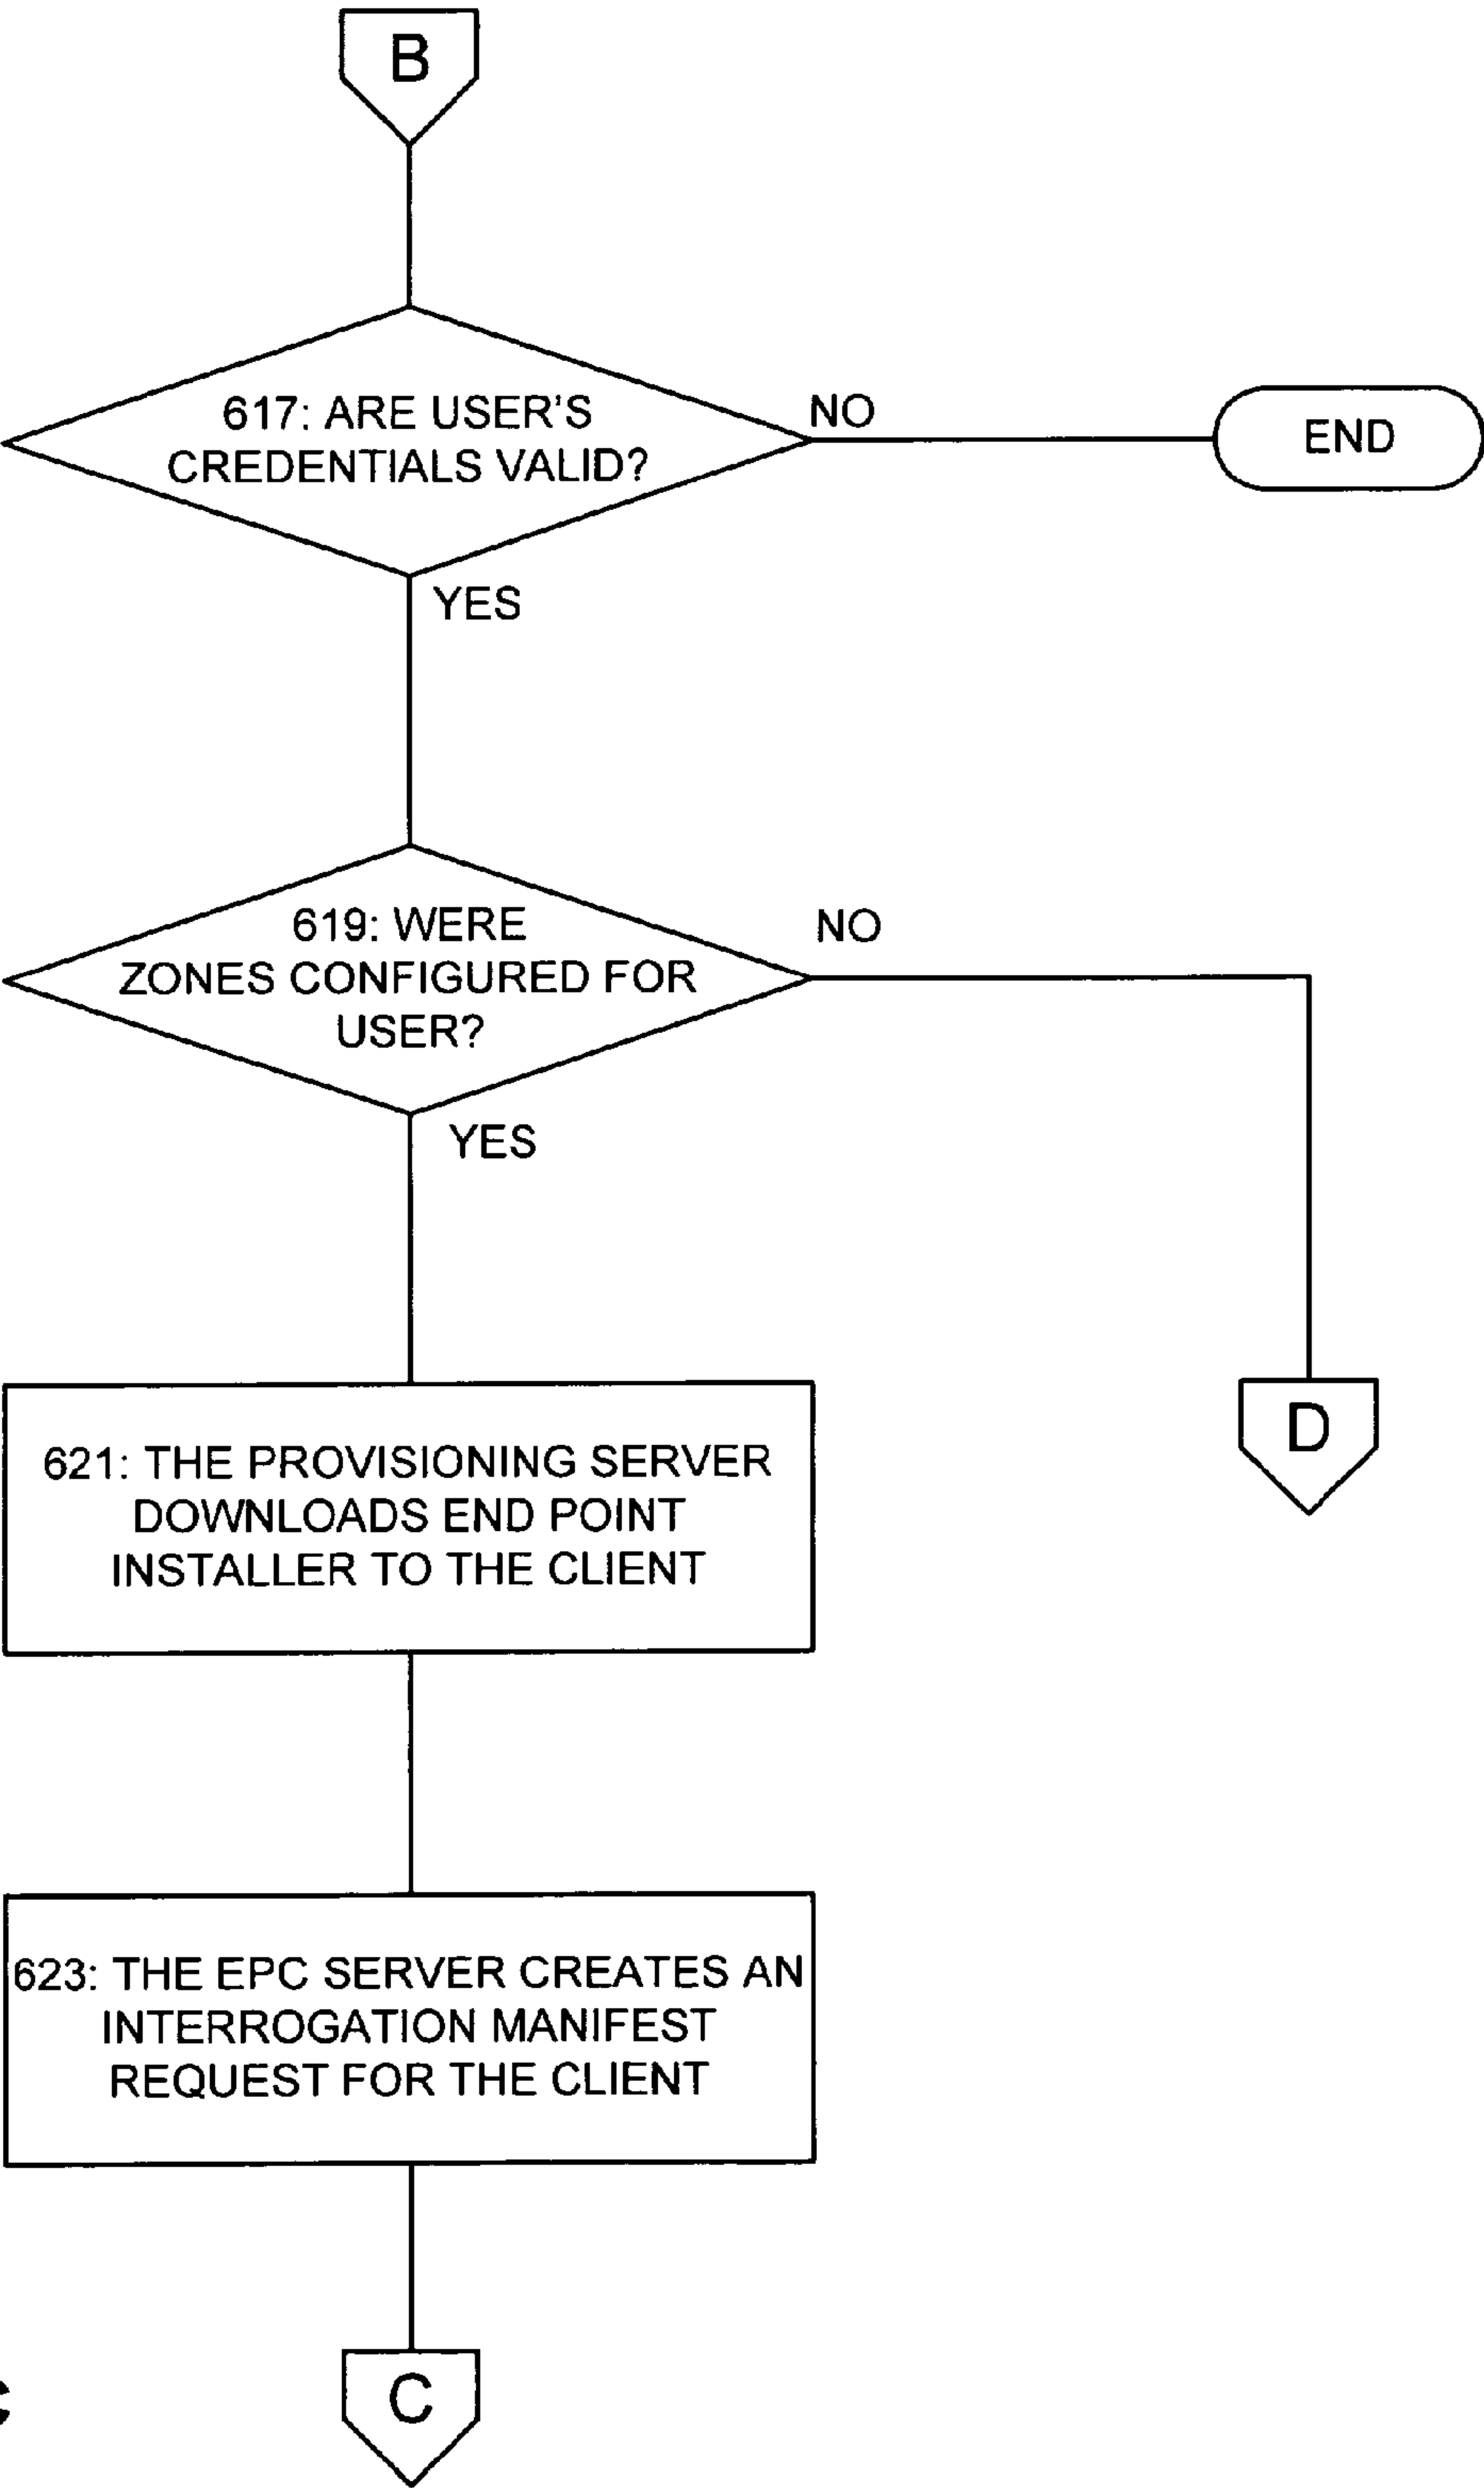 B
617: ARE USER'S
CREDENTIALS VALID?
NO
END
YES
619: WERE
ZONES CONFIGURED FOR
USER?
NO
YES
621: THE PROVISIONING SERVER
DOWNLOADS END POINT
INSTALLER TO THE CLIENT
D
623: THE EPC SERVER CREATES AN
INTERROGATION MANIFEST
REQUEST FOR THE CLIENT
C